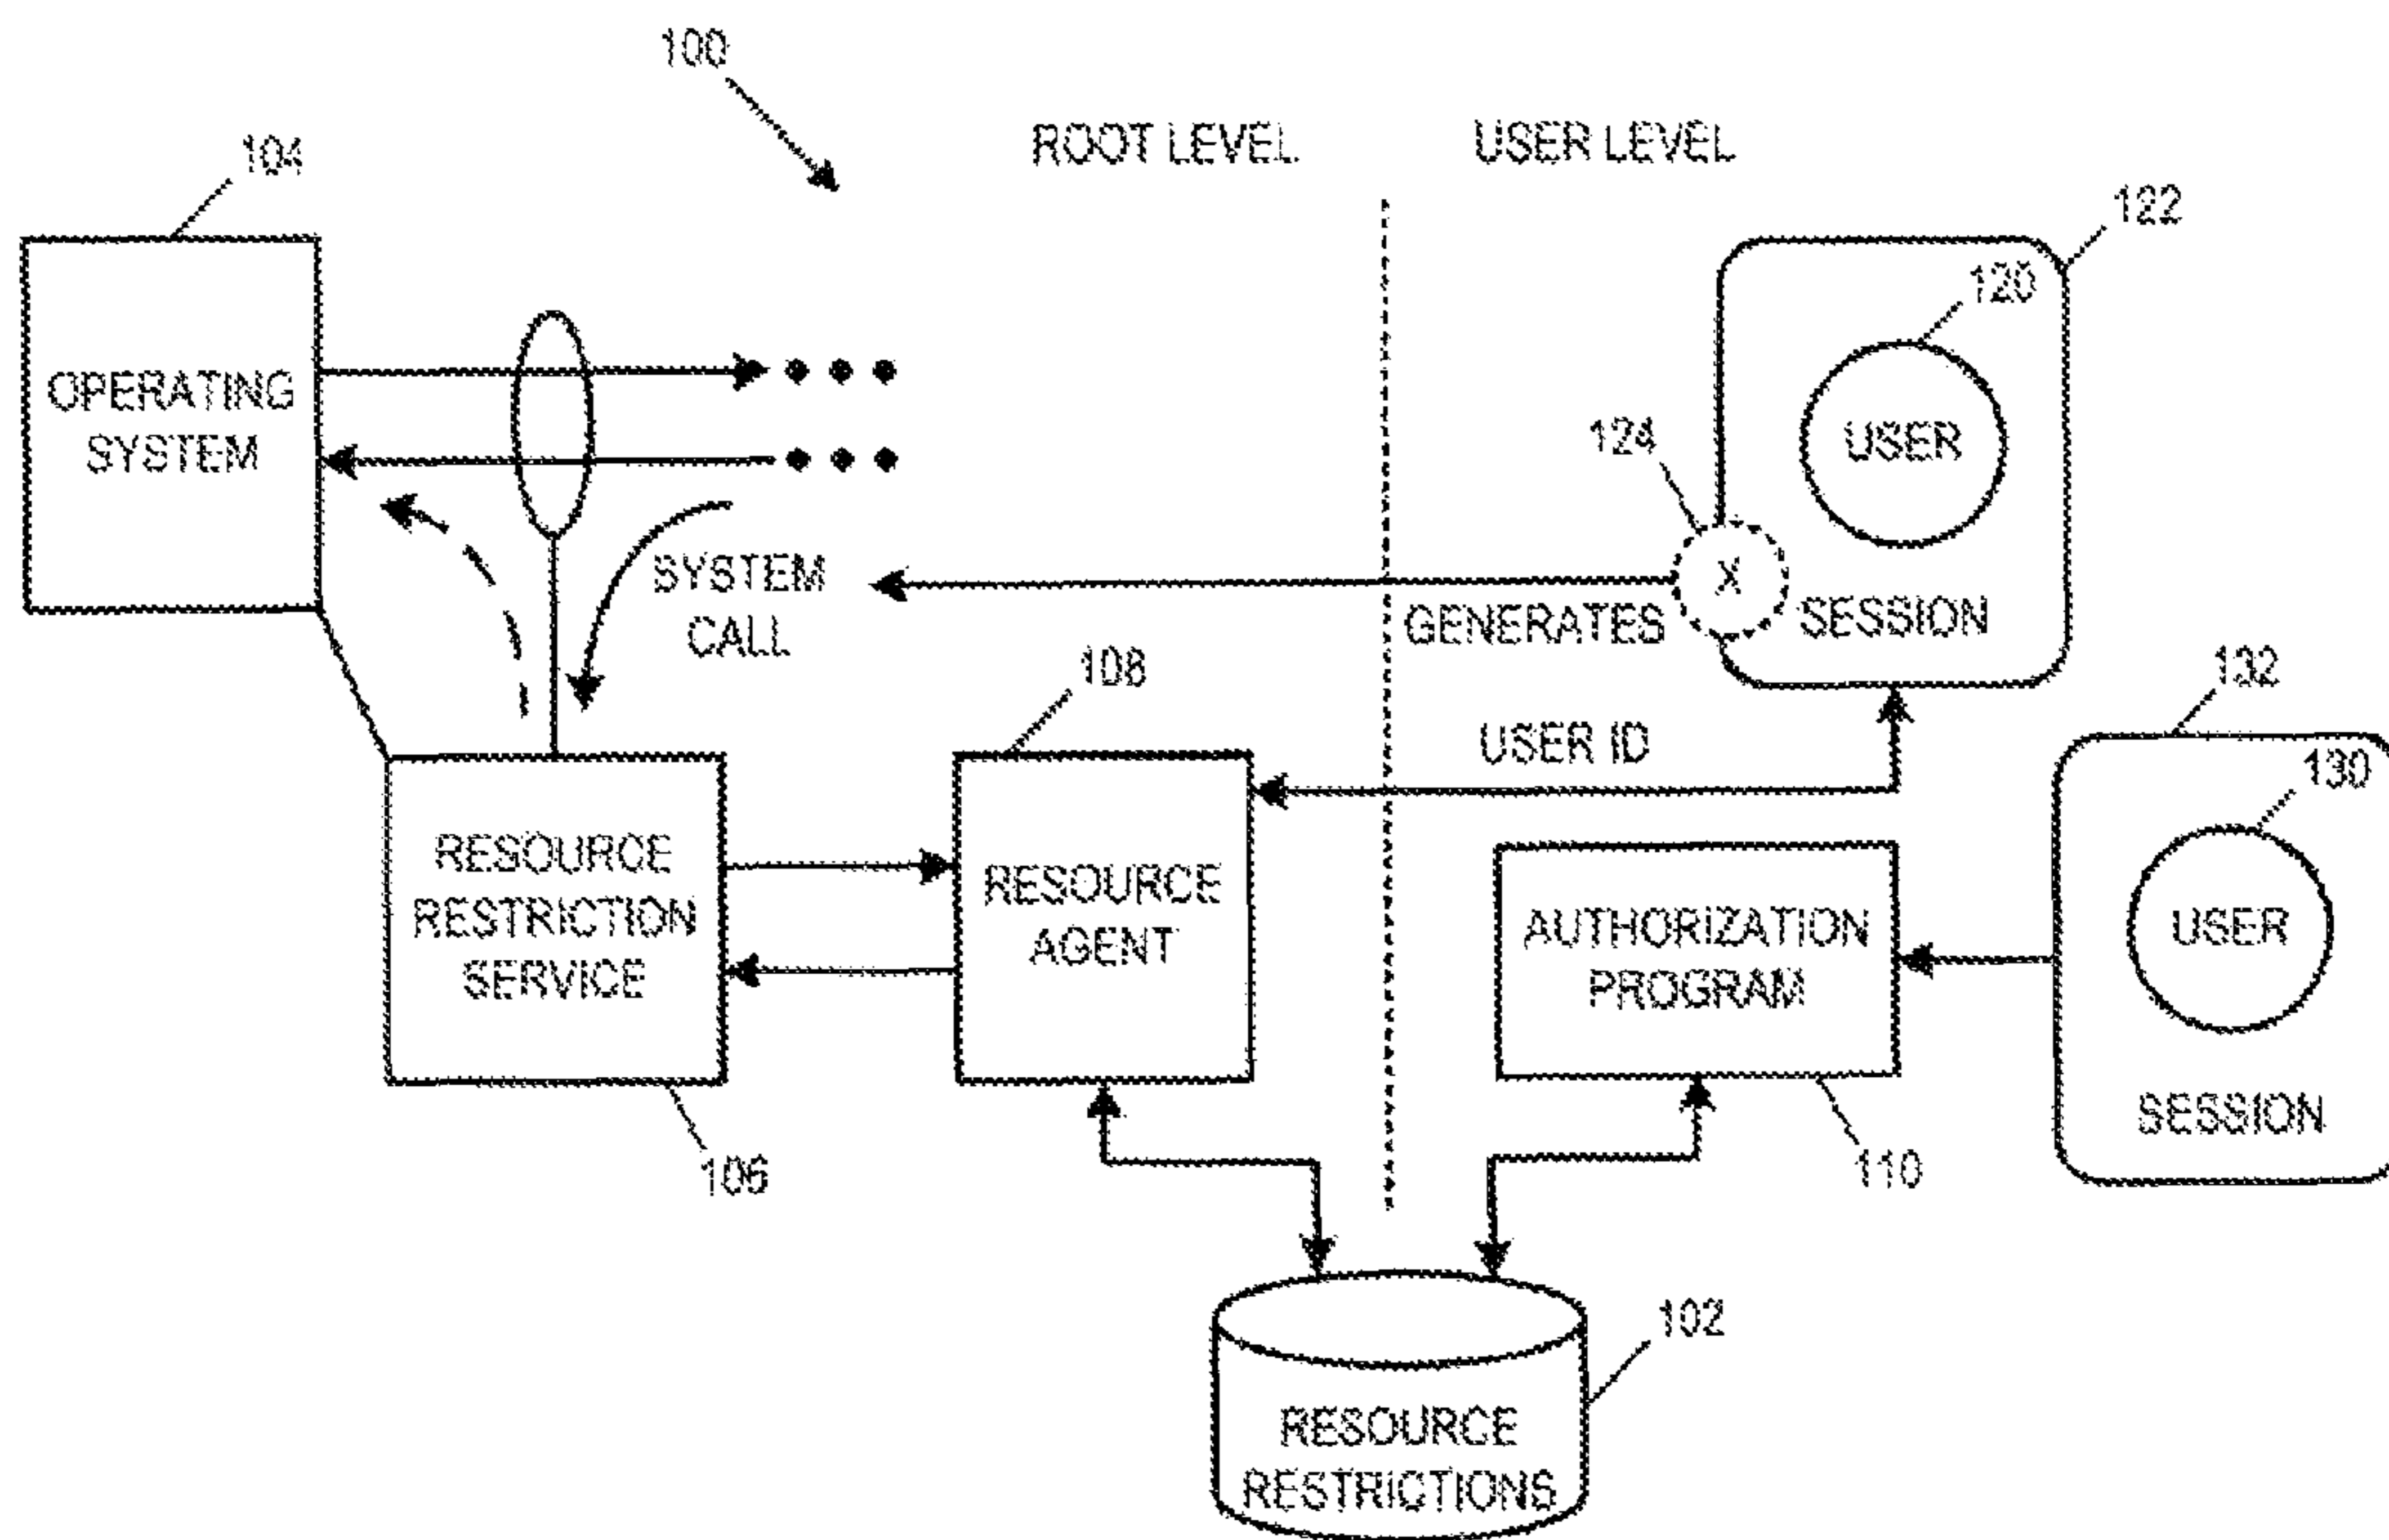 100
ROOT LEVEL
USER LEVEL
104
122
120
OPERATING
SYSTEM
USER
124
X
SYSTEM
CALL
GENERATES
SESSION
108
132
USER ID
130
RESOURCE
RESTRICTION
SERVICE
RESOURCE
AGENT
AUTHORIZATION
PROGRAM
USER
SESSION
106
110
102
RESOURCE
RESTRICTIONS